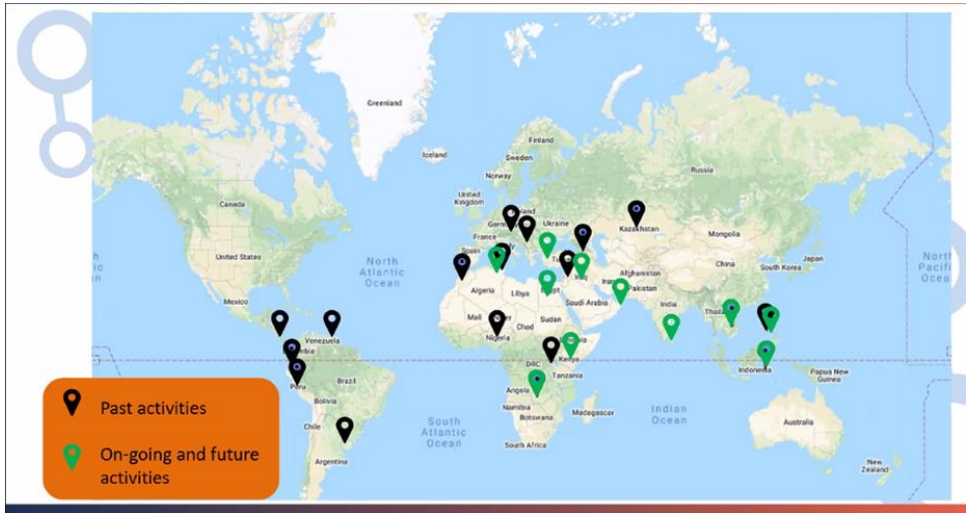 Greenland
Iceland
Finland
Sweden
Norway
Russia
Canada
United
Kingdom
Ukraine
Kazakhstan
Mongolia
France
Spain
United States
North
Atlantic
Ocean
Algeria
Libya
Egypt
Iraq
Afghanistan
Pakistan
China
South Korea
Japan
North
Pacific
Ocean
Mexico
Mali
Chad
Sudan
Saudi Arabia
India
Thailand
Venezuela
Nigeria
Colombia
DRC
Kenya
Tanzania
Indonesia
Papua New
Guinea
Peru
Brazil
Bolivia
Angola
Namibia
Botswana
Madagascar
Indian
Ocean
Australia
Chile
South
Atlantic
Ocean
South Africa
Argentina
New
Zealand
Past activities
On-going and future
activities